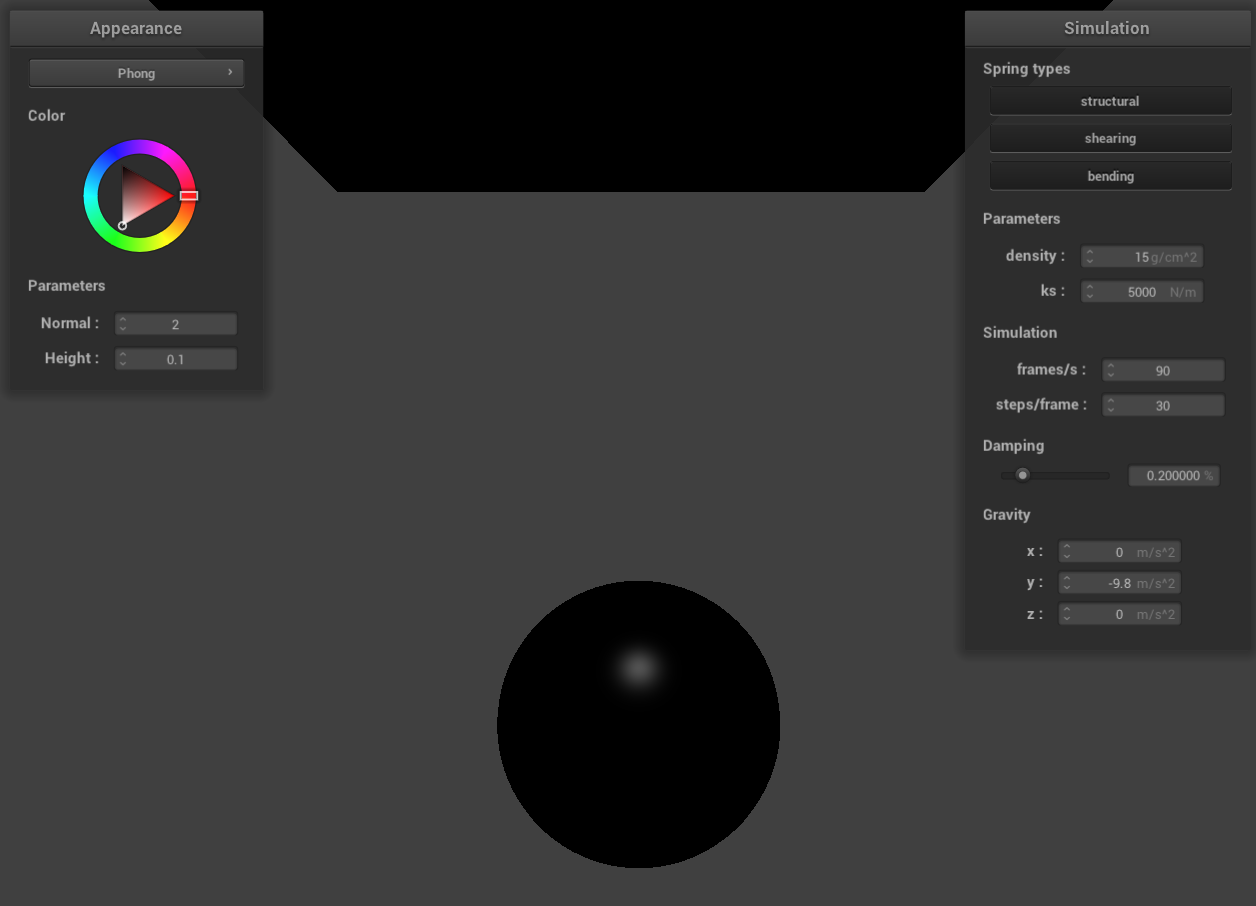 Appearance
Phong
Color
Parameters
Normal : 2
Height : 0.1
Simulation
Spring types
structural
shearing
bending
Parameters
density : 15 g/cm^2
ks : 5000 N/m
Simulation
frames/s : 90
steps/frame : 30
Damping
0.200000 %
Gravity
x : 0 m/s^2
y : -9.8 m/s^2
z : 0 m/s^2